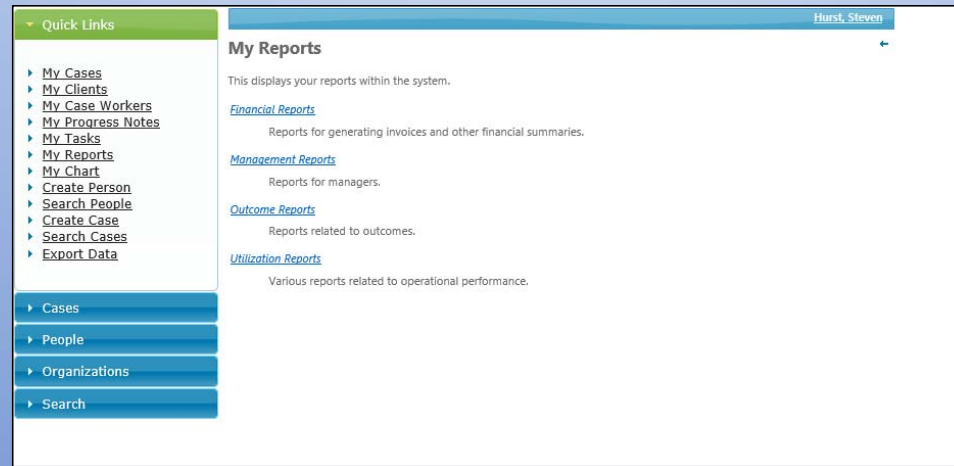 Quick Links
My Cases
My Clients
My Case Workers
My Progress Notes
My Tasks
My Reports
My Chart
Create Person
Search People
Create Case
Search Cases
Export Data
Cases
People
Organizations
Search
Hurst, Steven
My Reports
This displays your reports within the system.
Financial Reports
Reports for generating invoices and other financial summaries.
Management Reports
Reports for managers.
Outcome Reports
Reports related to outcomes.
Utilization Reports
Various reports related to operational performance.